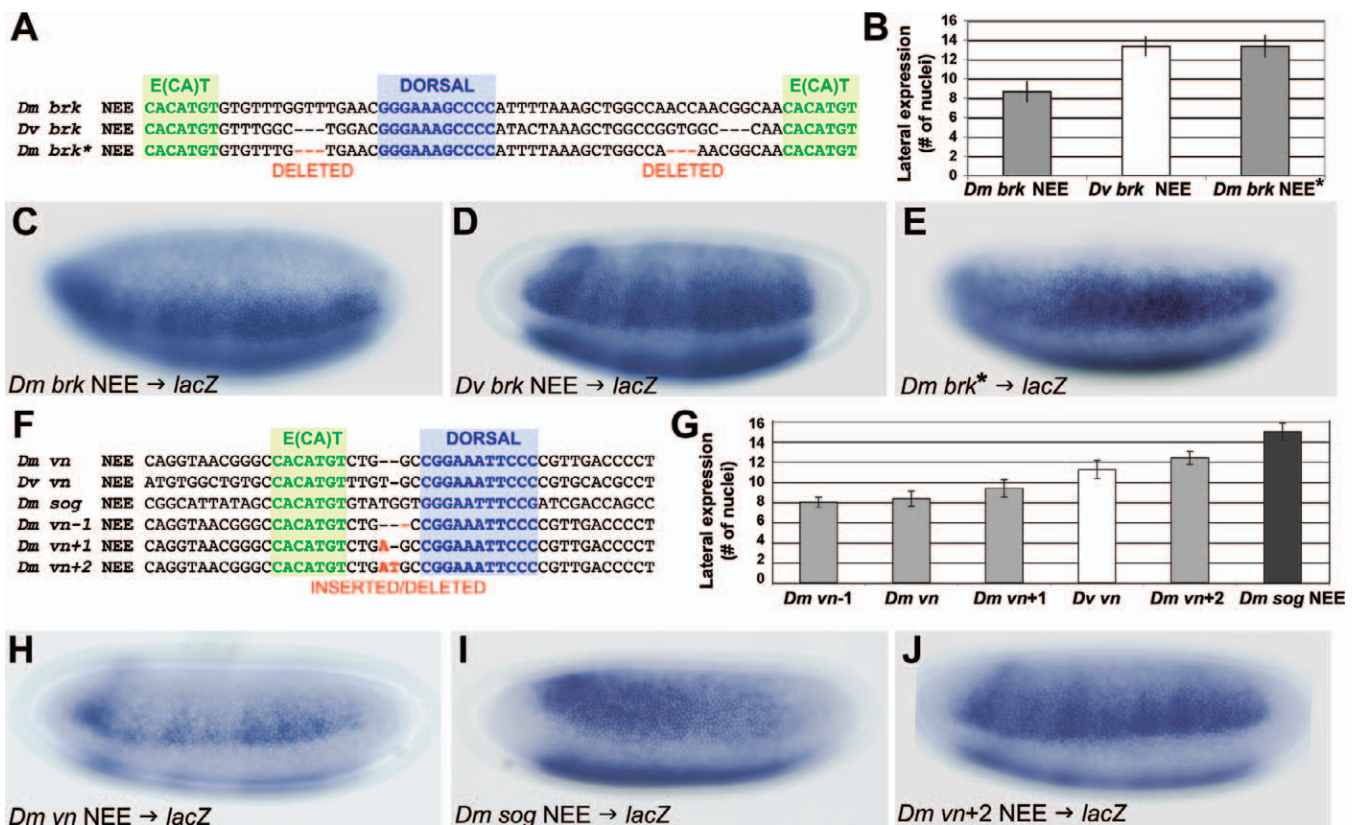 A
E(CA)T DORSAL E(CA)T
Dm brk NEE CACATGTGTGTTTGGTTTGAACGGGAAAGCCCCATTTTAAAGCTGGCCAACCAACGGCAACACATGT
Dv brk NEE CACATGTGTTTGGC---TGGACGGGAAAGCCCCATACTAAAGCTGGCCGGTGGC---CAACACATGT
Dm brk* NEE CACATGTGTGTTTG---TGAACGGGAAAGCCCCATTTTAAAGCTGGCCA---AACGGCAACACATGT
DELETED DELETED
B
Lateral expression
(# of nuclei)
16
14
12
10
8
6
4
2
0
Dm brk NEE Dv brk NEE Dm brk NEE*
C
Dm brk NEE → lacZ
D
Dv brk NEE → lacZ
E
Dm brk* → lacZ
F
E(CA)T DORSAL
Dm vn NEE CAGGTAACGGGCCACATGTCTG--GCCGGAAATTCCCCGTTGACCCCT
Dv vn NEE ATGTGGCTGTGCCACATGTTTGT-GCCGGAAATTCCCCGTGCACGCCT
Dm sog NEE CGGCATTATAGCCACATGTGTATGGTGGGAATTTCCGATCGACCAGCC
Dm vn-1 NEE CAGGTAACGGGCCACATGTCTG---CCGGAAATTCCCCGTTGACCCCT
Dm vn+1 NEE CAGGTAACGGGCCACATGTCTGA-GCCGGAAATTCCCCGTTGACCCCT
Dm vn+2 NEE CAGGTAACGGGCCACATGTCTGATGCCGGAAATTCCCCGTTGACCCCT
INSERTED/DELETED
G
Lateral expression
(# of nuclei)
16
14
12
10
8
6
4
2
0
Dm vn-1 Dm vn Dm vn+1 Dv vn Dm vn+2 Dm sog NEE
H
Dm vn NEE → lacZ
I
Dm sog NEE → lacZ
J
Dm vn+2 NEE → lacZ